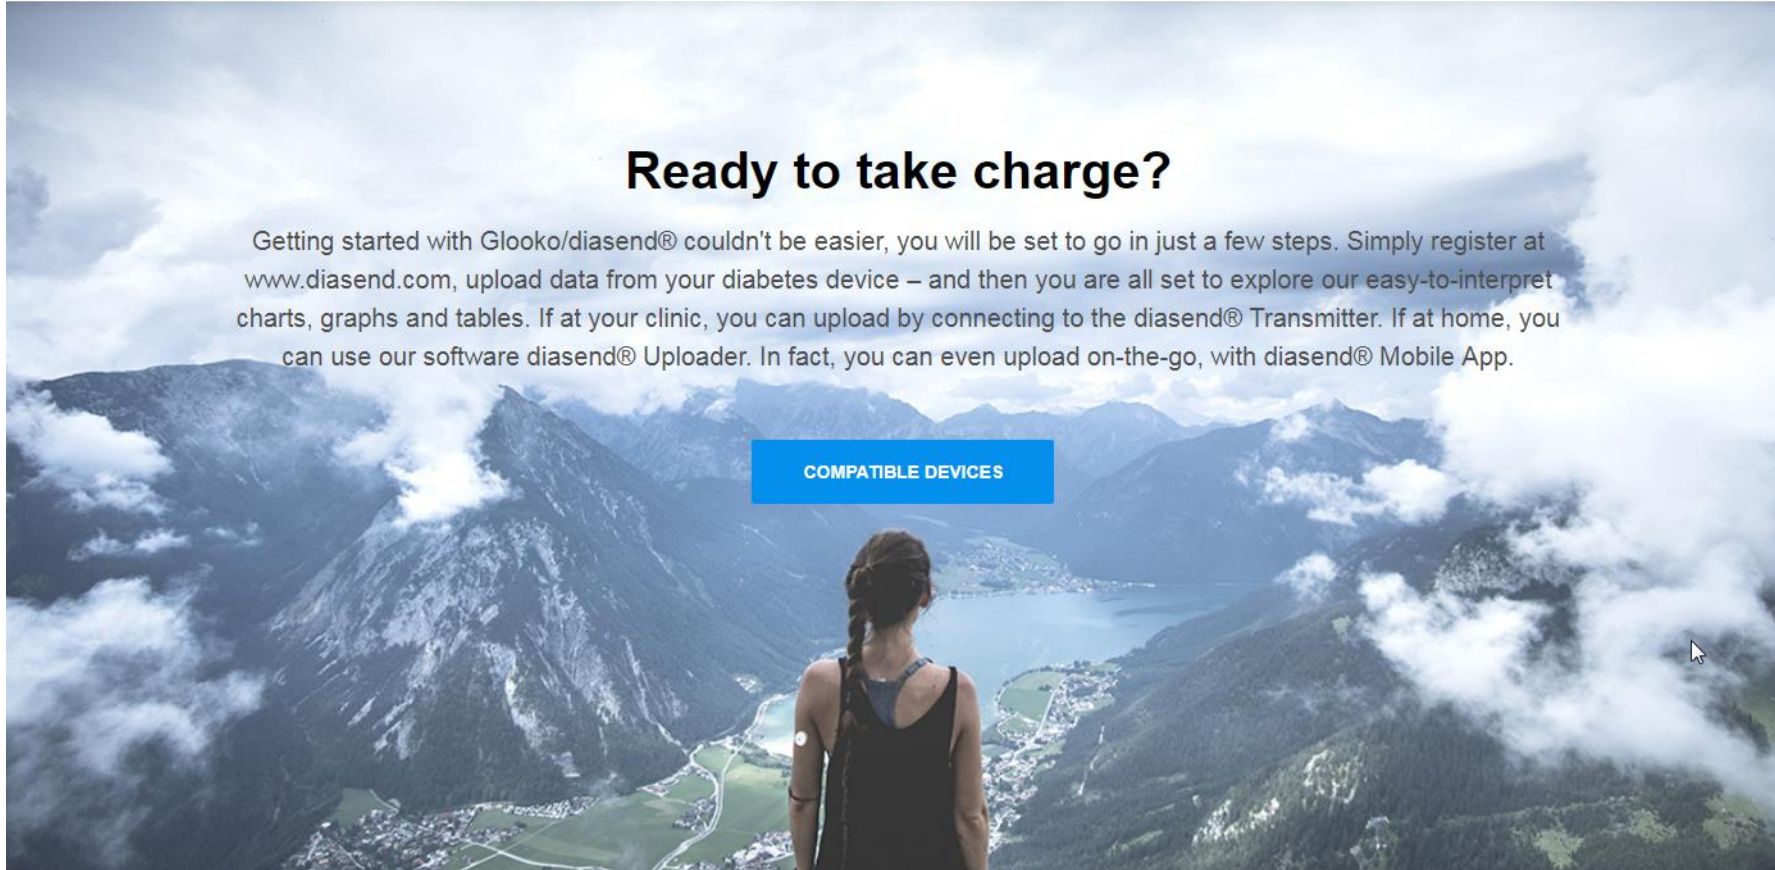 Ready to take charge?
Getting started with Glooko/diasend® couldn't be easier, you will be set to go in just a few steps. Simply register at
www.diasend.com, upload data from your diabetes device – and then you are all set to explore our easy-to-interpret
charts, graphs and tables. If at your clinic, you can upload by connecting to the diasend® Transmitter. If at home, you
can use our software diasend® Uploader. In fact, you can even upload on-the-go, with diasend® Mobile App.
COMPATIBLE DEVICES